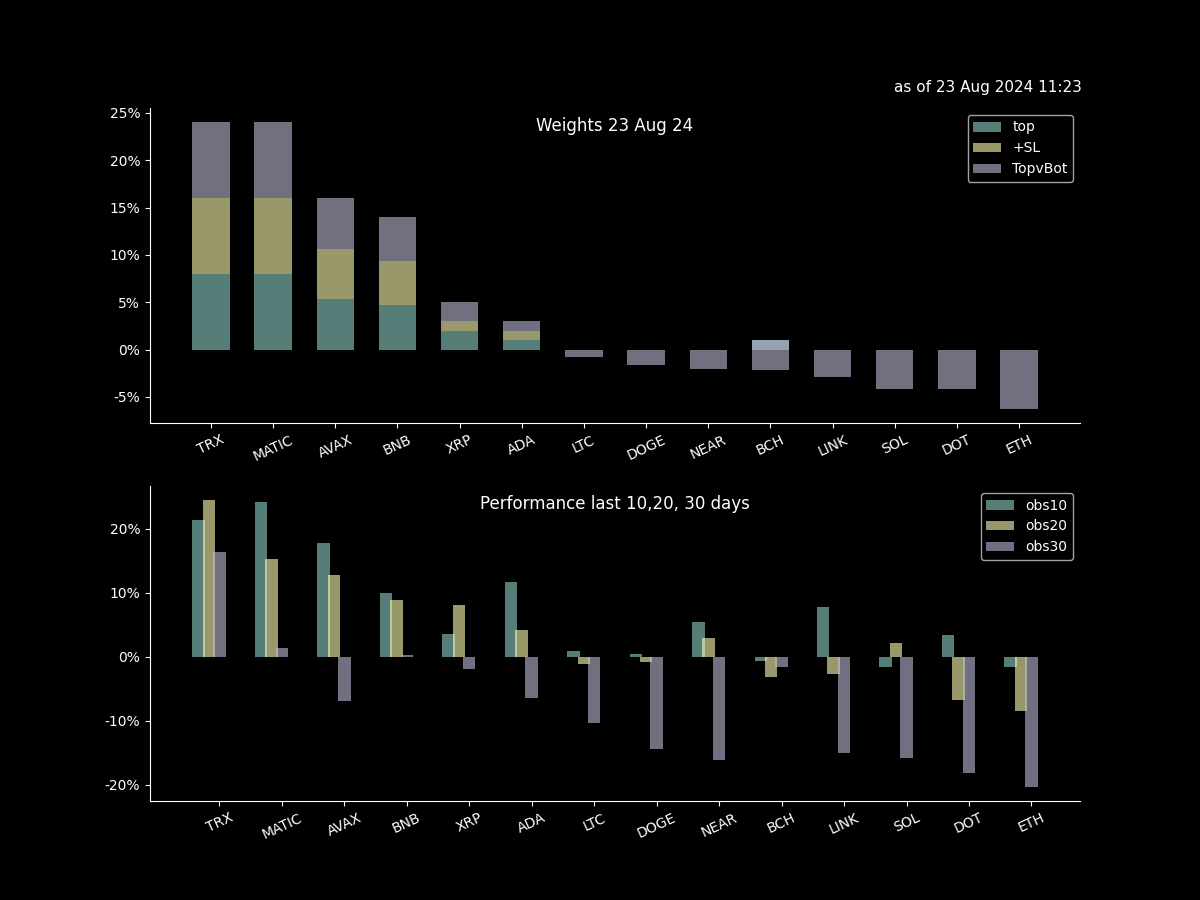 as of 23 Aug 2024 11:23
Weights 23 Aug 24
top
+SL
TopvBot
25%
20%
15%
10%
5%
0%
-5%
TRX MATIC AVAX BNB XRP ADA LTC DOGE NEAR BCH LINK SOL DOT ETH
Performance last 10,20, 30 days
obs10
obs20
obs30
20%
10%
0%
-10%
-20%
TRX MATIC AVAX BNB XRP ADA LTC DOGE NEAR BCH LINK SOL DOT ETH